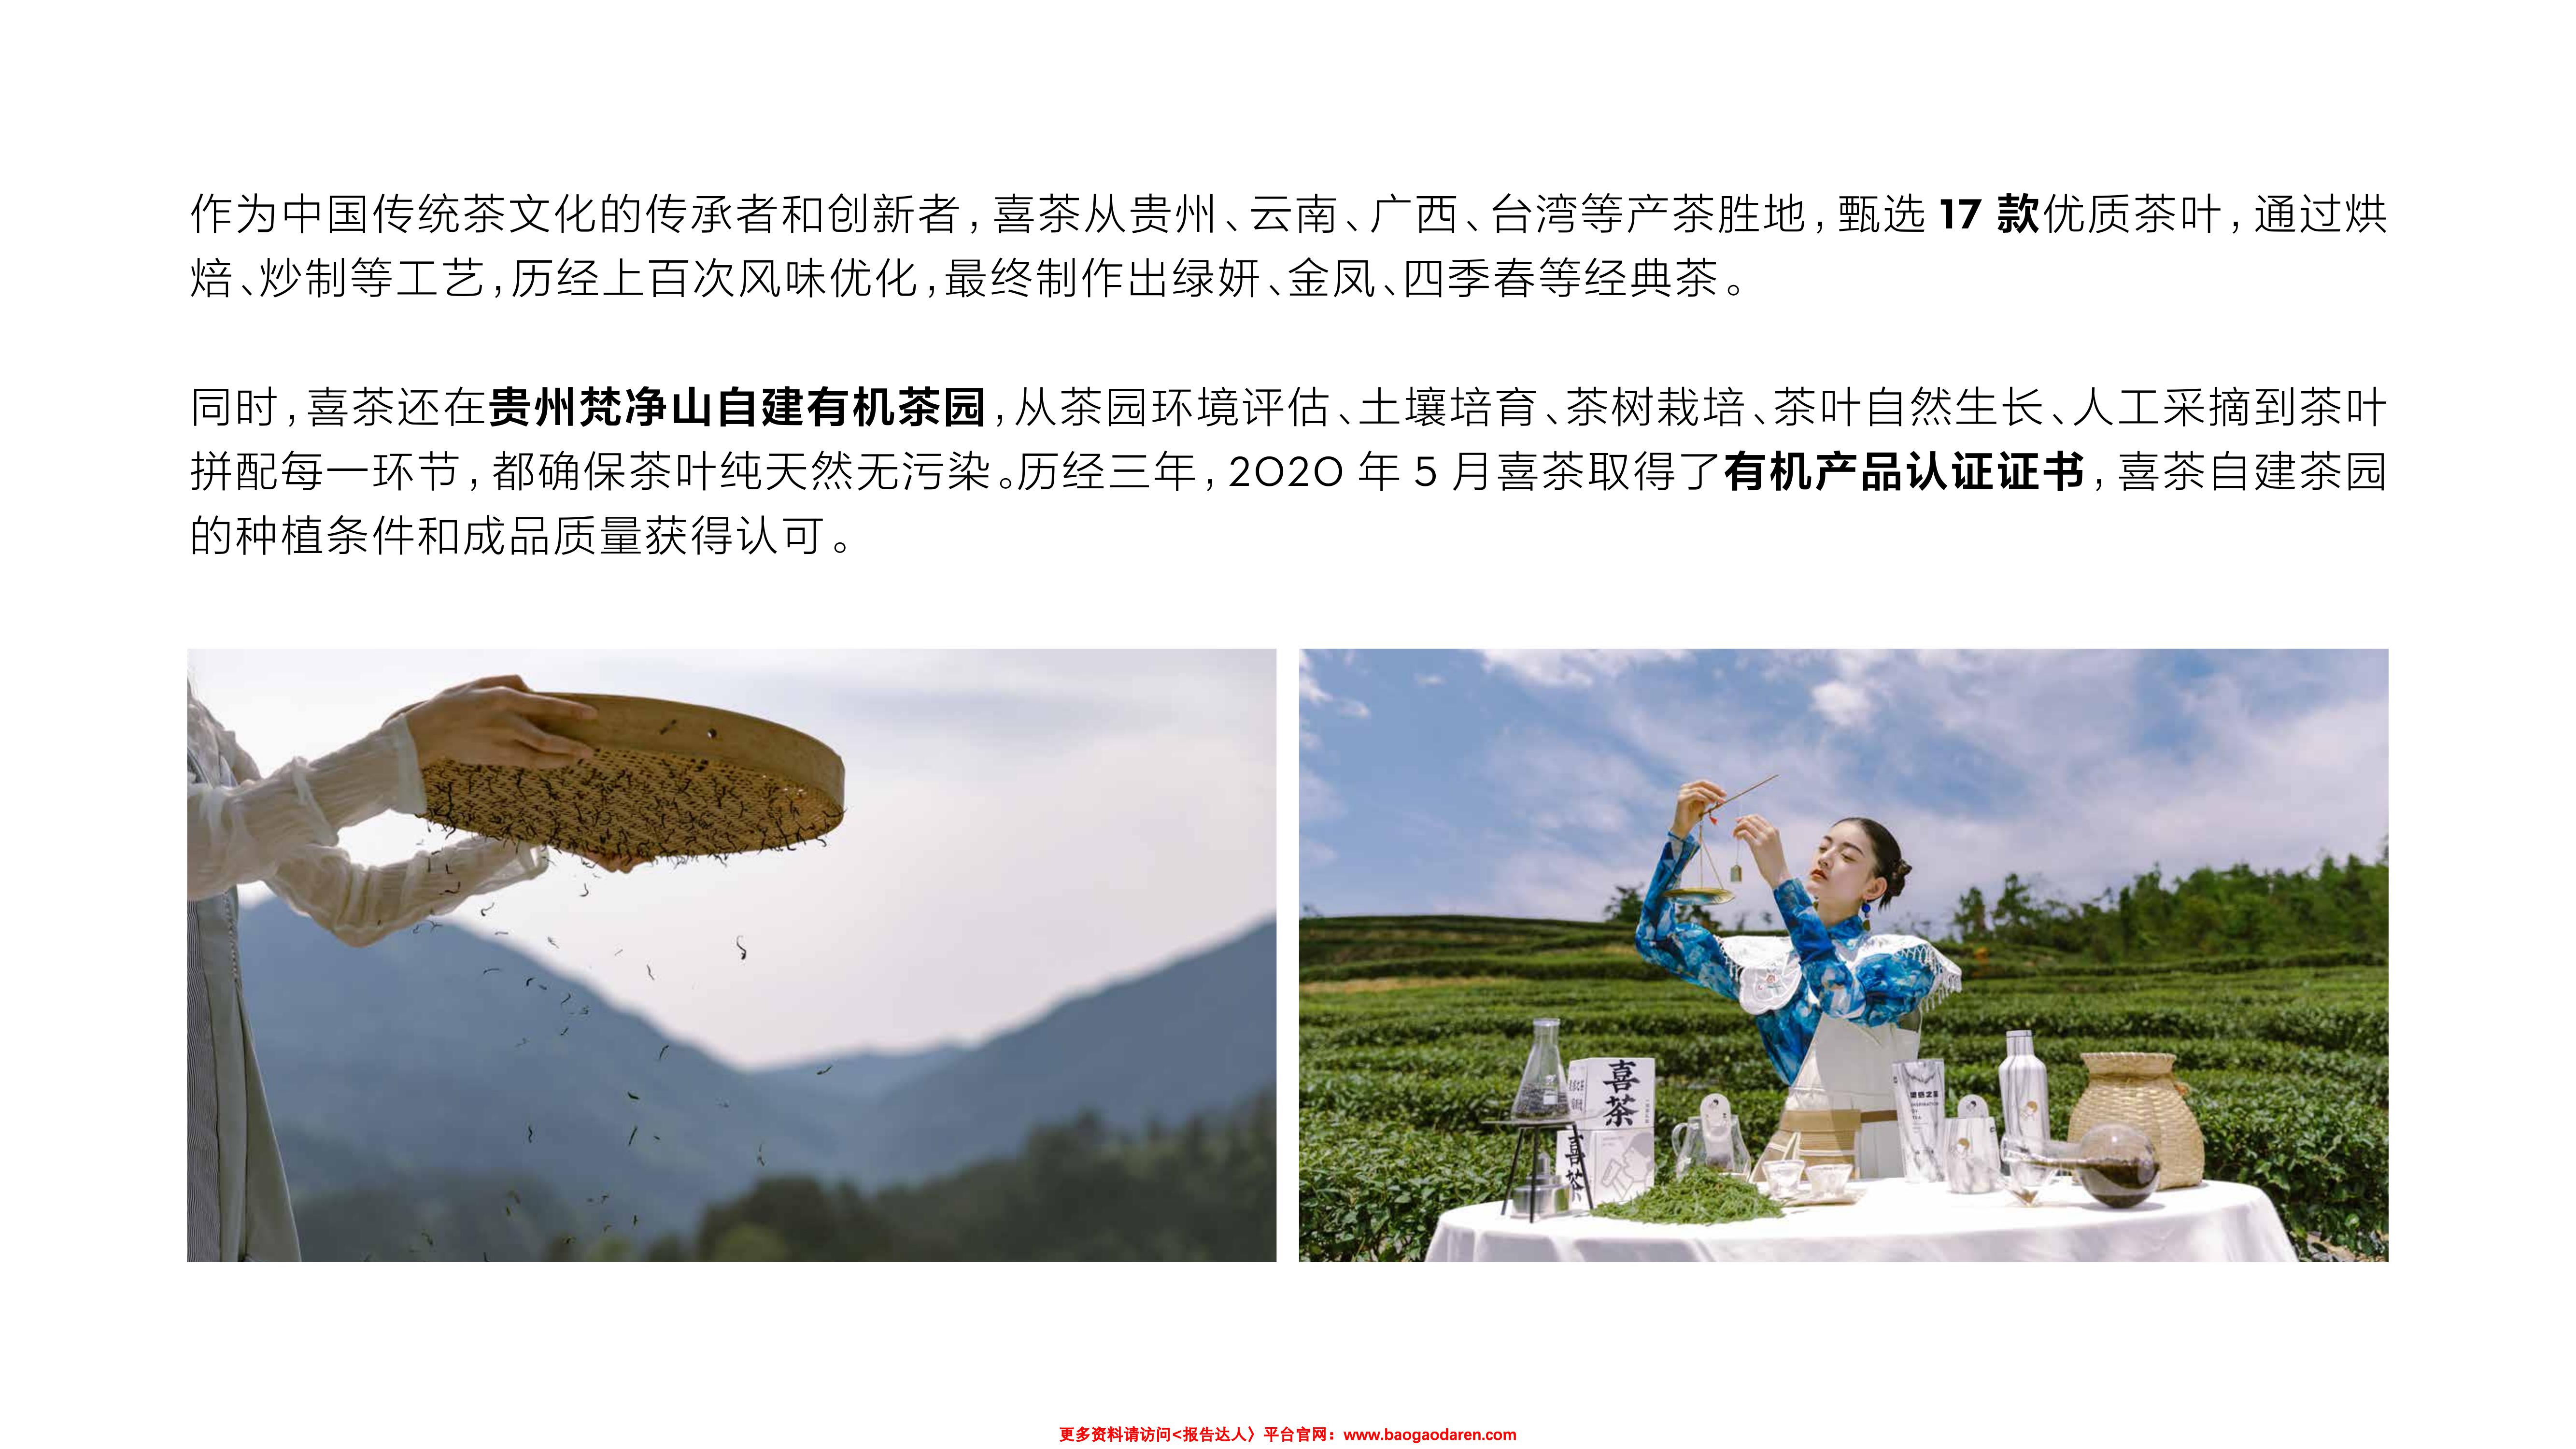 作为中国传统茶文化的传承者和创新者，喜茶从贵州、云南、广西、台湾等产茶胜地，甄选 17 款优质茶叶，通过烘
焙、炒制等工艺，历经上百次风味优化，最终制作出绿妍、金凤、四季春等经典茶。
同时，喜茶还在贵州梵净山自建有机茶园，从茶园环境评估、土壤培育、茶树栽培、茶叶自然生长、人工采摘到茶叶
拼配每一环节，都确保茶叶纯天然无污染。历经三年，2020 年 5 月喜茶取得了有机产品认证证书，喜茶自建茶园
的种植条件和成品质量获得认可。
喜茶
喜茶
更多资料请访问<报告达人〉平台官网：www.baogaodaren.com